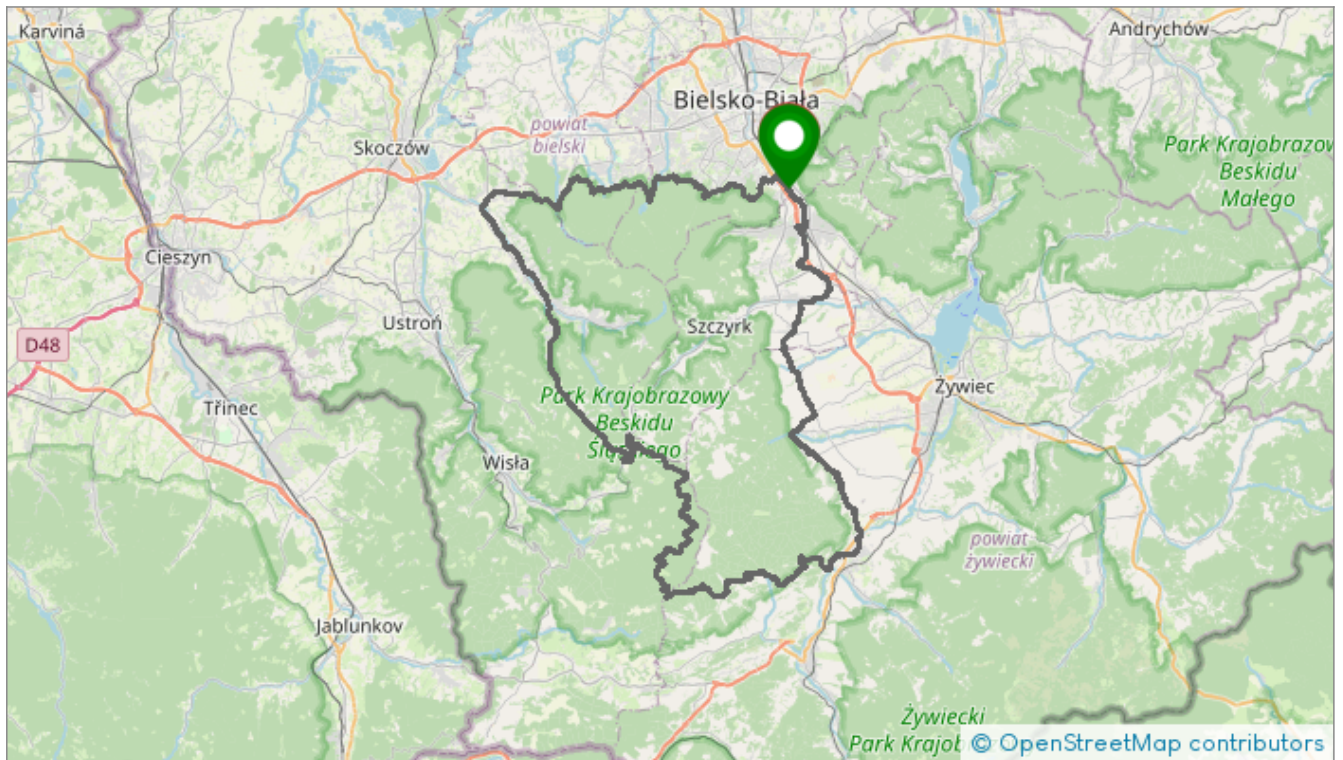 Karviná
Andrychów
Bielsko-Biała
powiat
bielski
Skoczów
Park Krajobrazow
Beskidu
Małego
Cieszyn
Ustroń
Szczyrk
D48
Żywiec
Park Krajobrazowy
Beskidu
Śląskiego
Třinec
Wisła
powiat
żywiecki
Jablunkov
Żywiecki
Park Krajob
© OpenStreetMap contributors